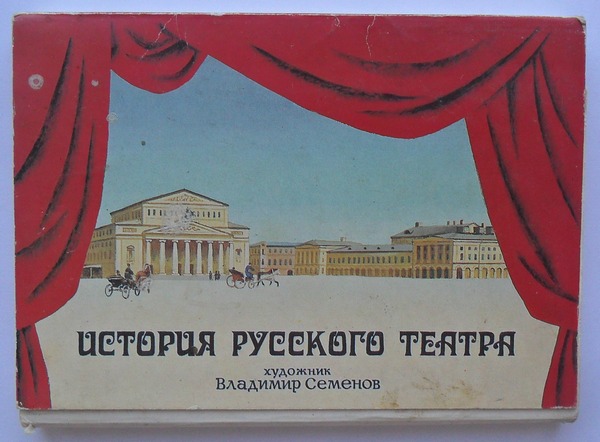 ИСТОРИЯ РУССКОГО ТЕАТРА
художник
Владимир Семенов